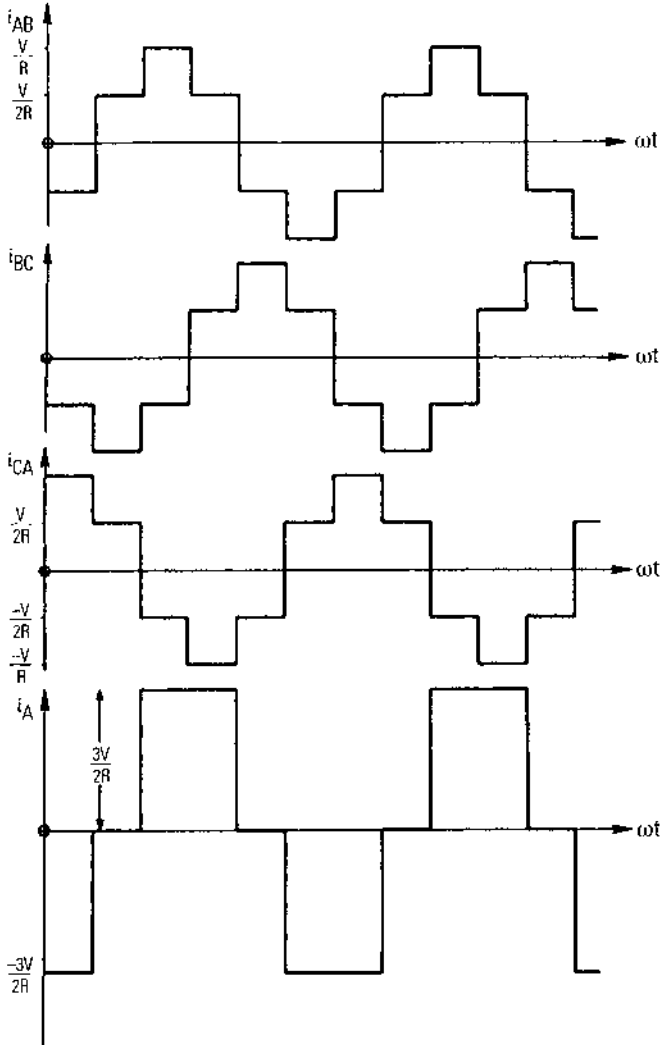 i_AB
V/R
V/2R
ωt
i_BC
ωt
i_CA
V/2R
ωt
-V/2R
-V/R
i_A
3V/2R
ωt
-3V/2R